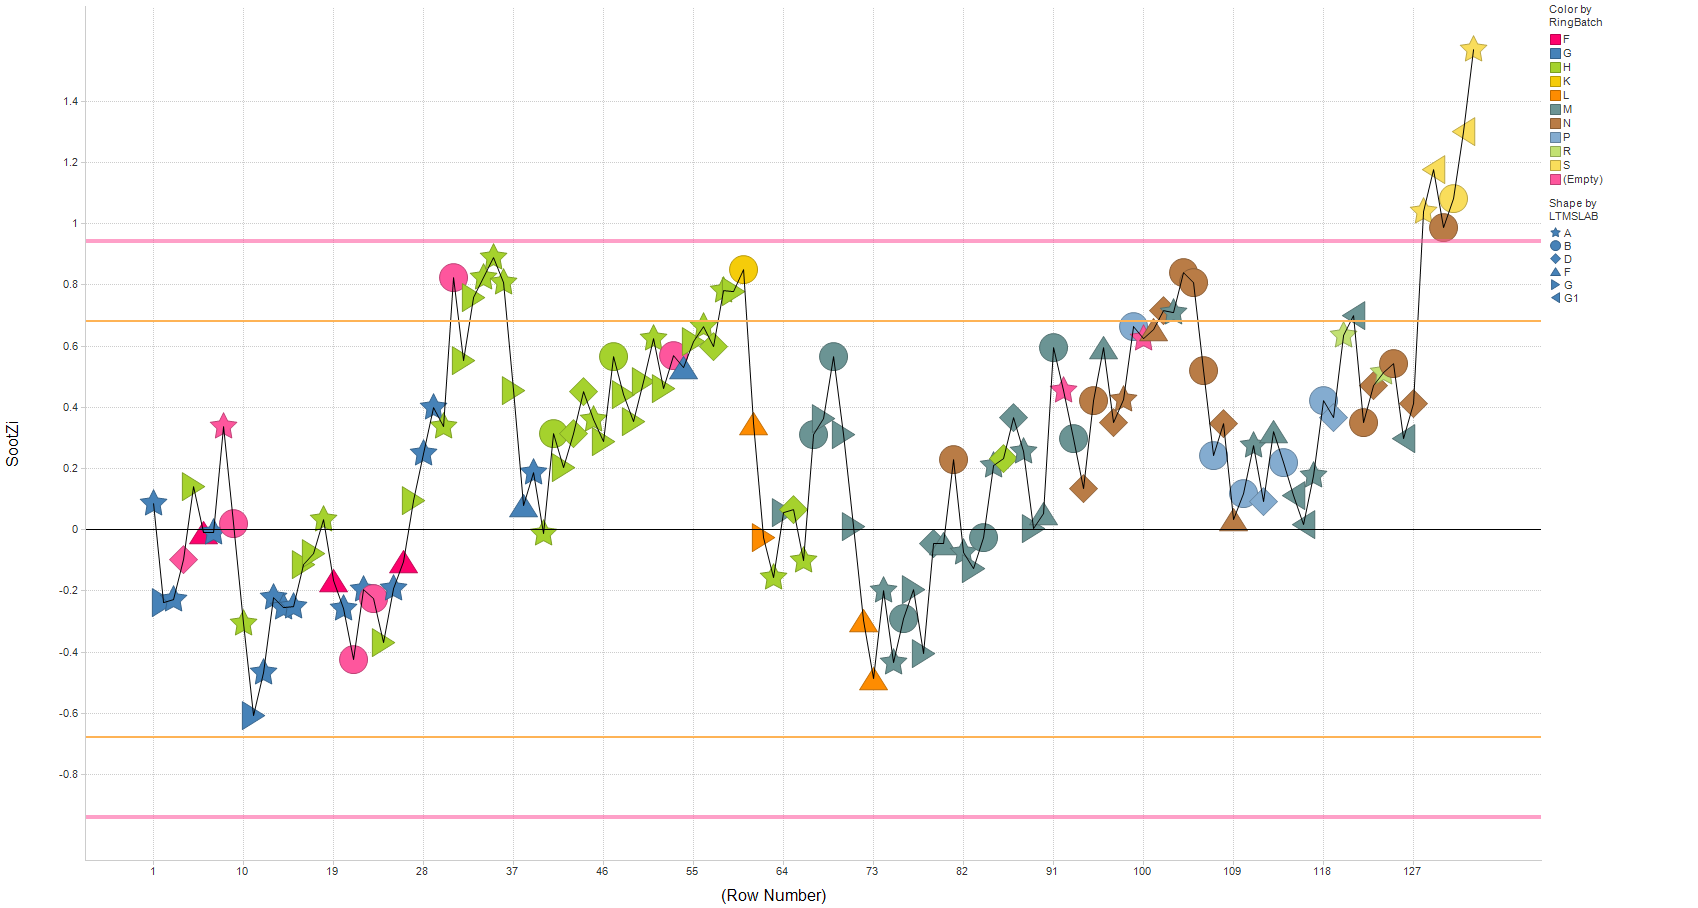 Color by
RingBatch
F
G
H
K
L
M
N
P
R
S
(Empty)
Shape by
LTMSLAB
A
B
D
F
G
G1
SootZi
1.4
1.2
1
0.8
0.6
0.4
0.2
0
-0.2
-0.4
-0.6
-0.8
1 10 19 28 37 46 55 64 73 82 91 100 109 118 127
(Row Number)